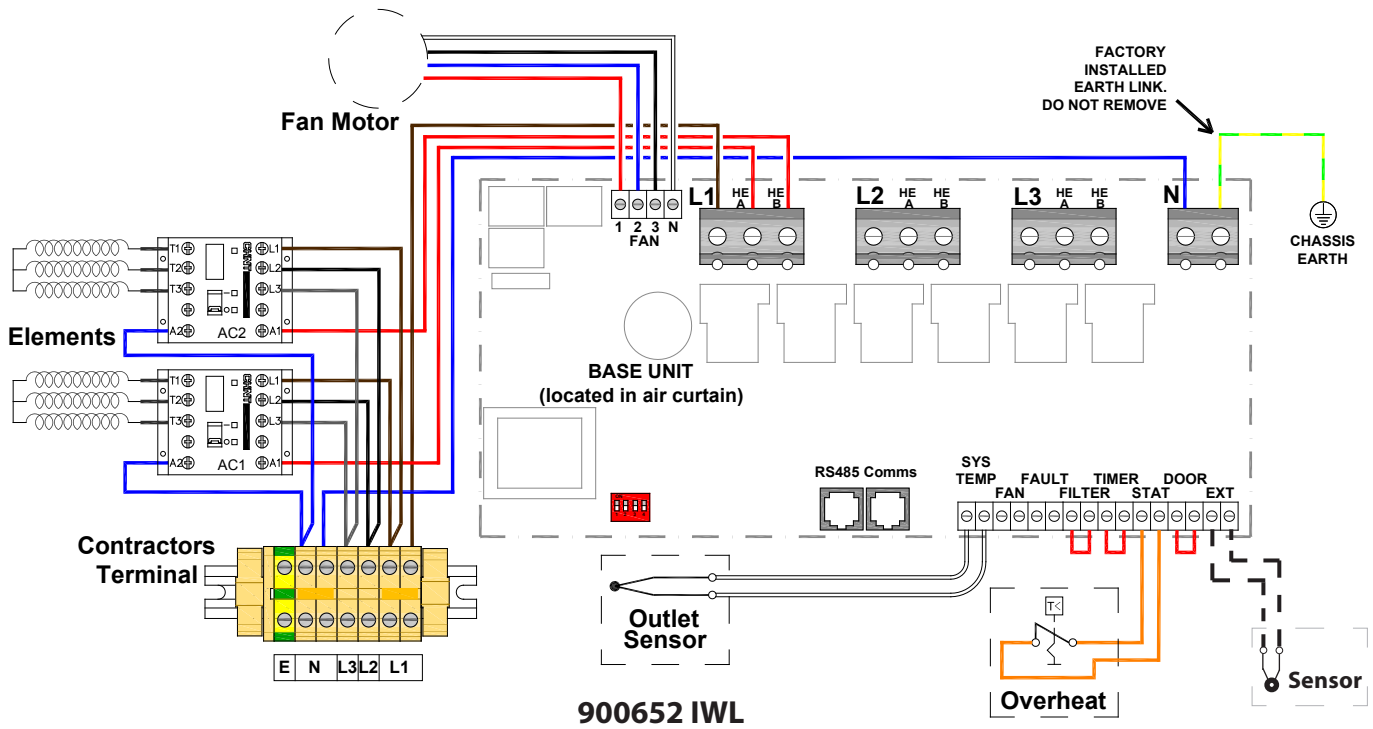 Fan Motor
FACTORY
INSTALLED
EARTH LINK.
DO NOT REMOVE
1 2 3 N
FAN
L1 HE A HE B
L2 HE A HE B
L3 HE A HE B
N
CHASSIS
EARTH
T1 L1
T2 L2
T3 L3
A2 AC2 A1
Elements
T1 L1
T2 L2
T3 L3
A2 AC1 A1
BASE UNIT
(located in air curtain)
RS485 Comms
SYS
TEMP
FAN
FAULT
FILTER
TIMER
STAT
DOOR
EXT
Contractors
Terminal
E N L3 L2 L1
Outlet
Sensor
T<
Overheat
Sensor
900652 IWL